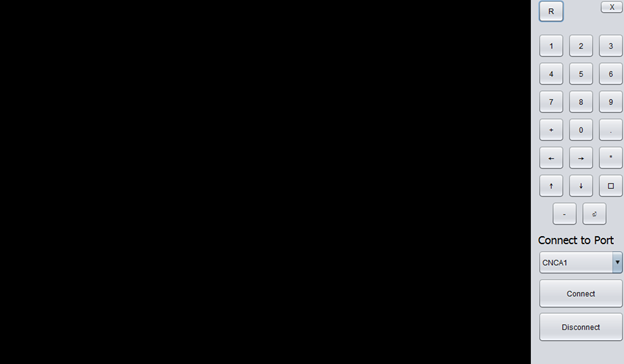 R X
1 2 3
4 5 6
7 8 9
+ 0 .
← → *
↑ ↓ □
-
Connect to Port
CNCA1
Connect
Disconnect